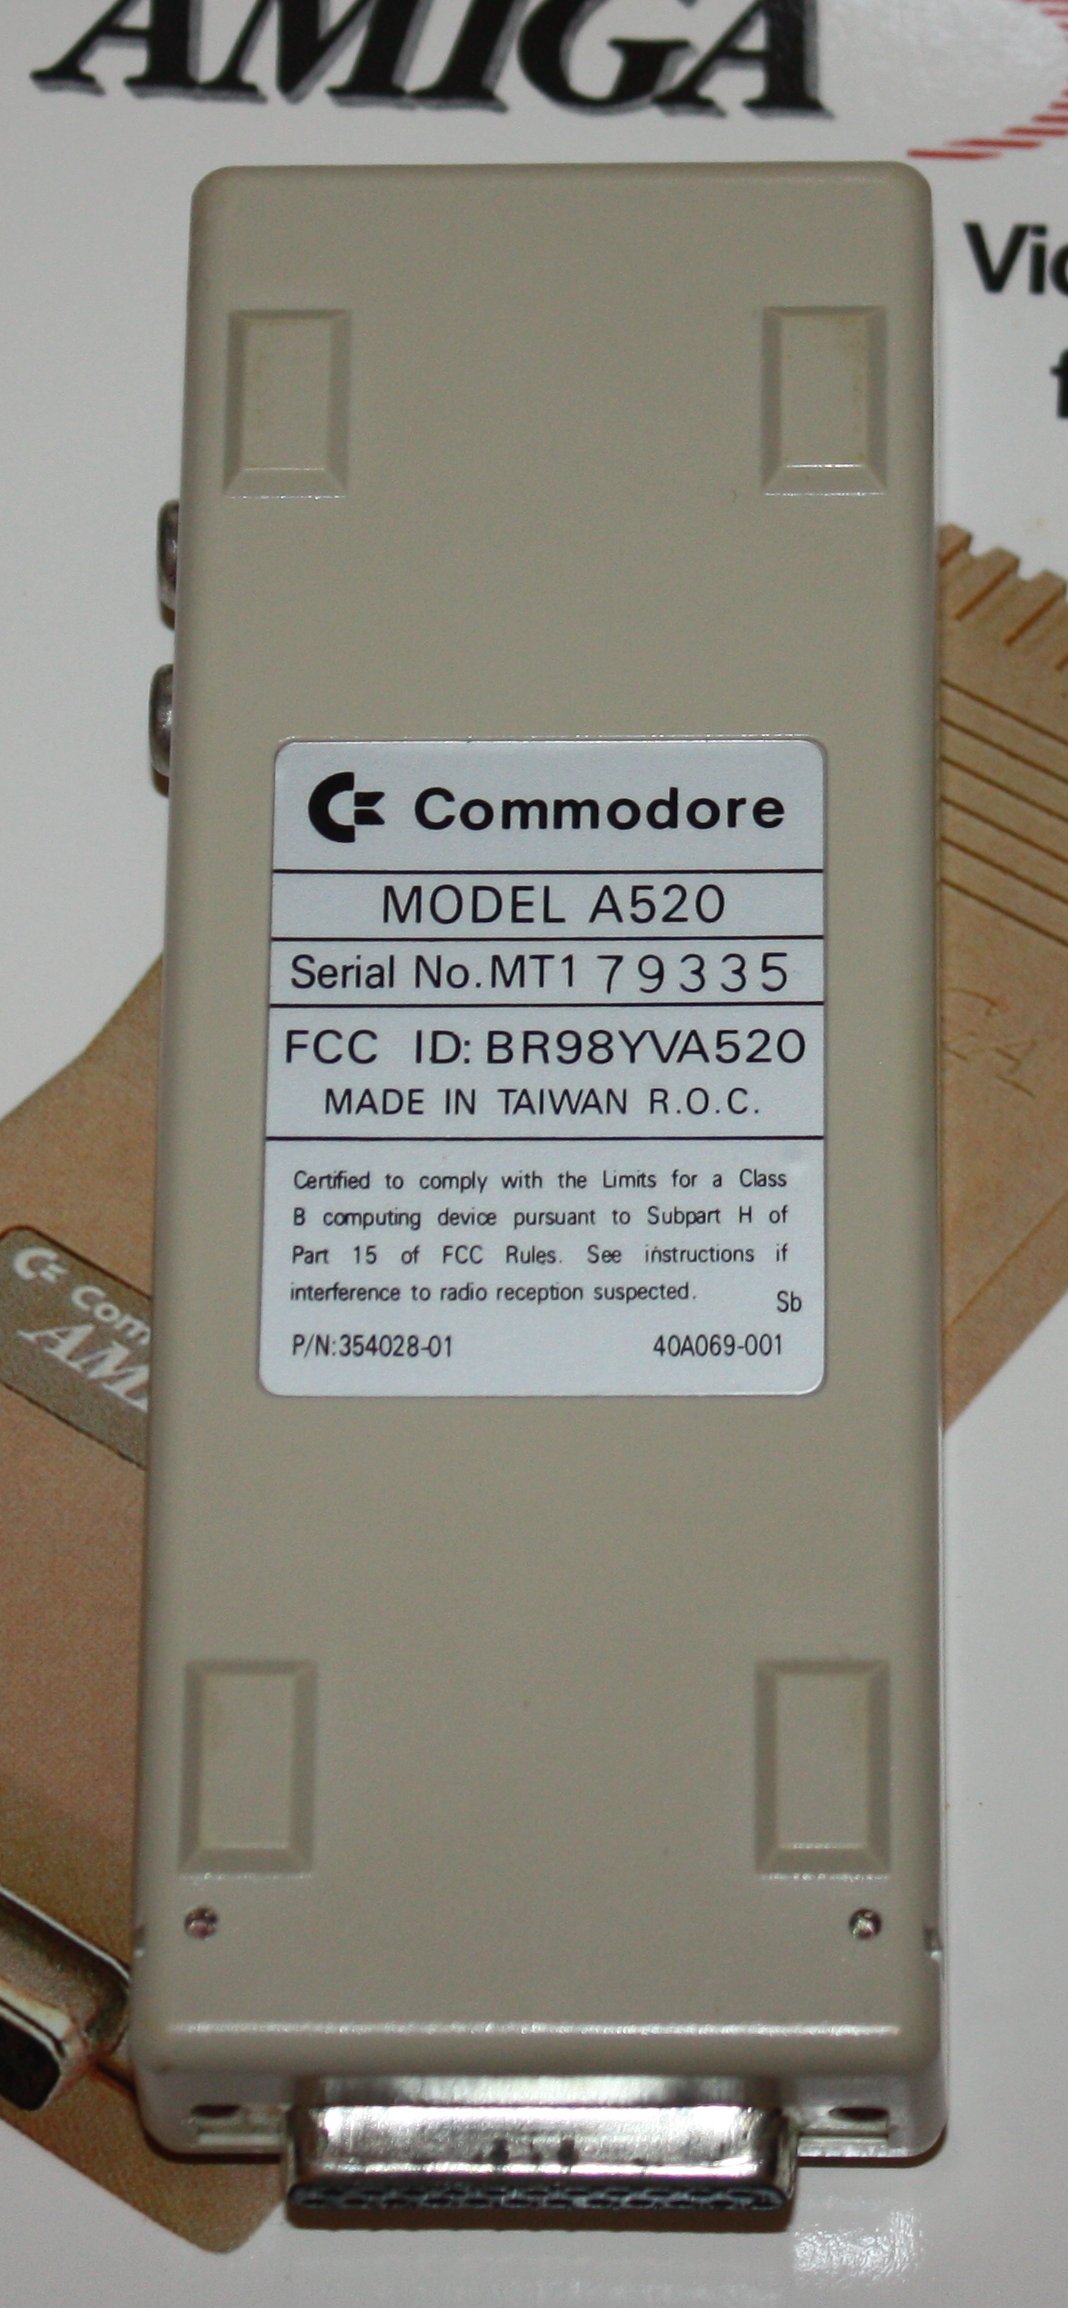 AMIGA
Commodore
MODEL A520
Serial No.MT1 79335
FCC ID: BR98YVA520
MADE IN TAIWAN R.O.C.
Certified to comply with the Limits for a Class
B computing device pursuant to Subpart H of
Part 15 of FCC Rules. See instructions if
interference to radio reception suspected.
Sb
P/N:354028-01 40A069-001